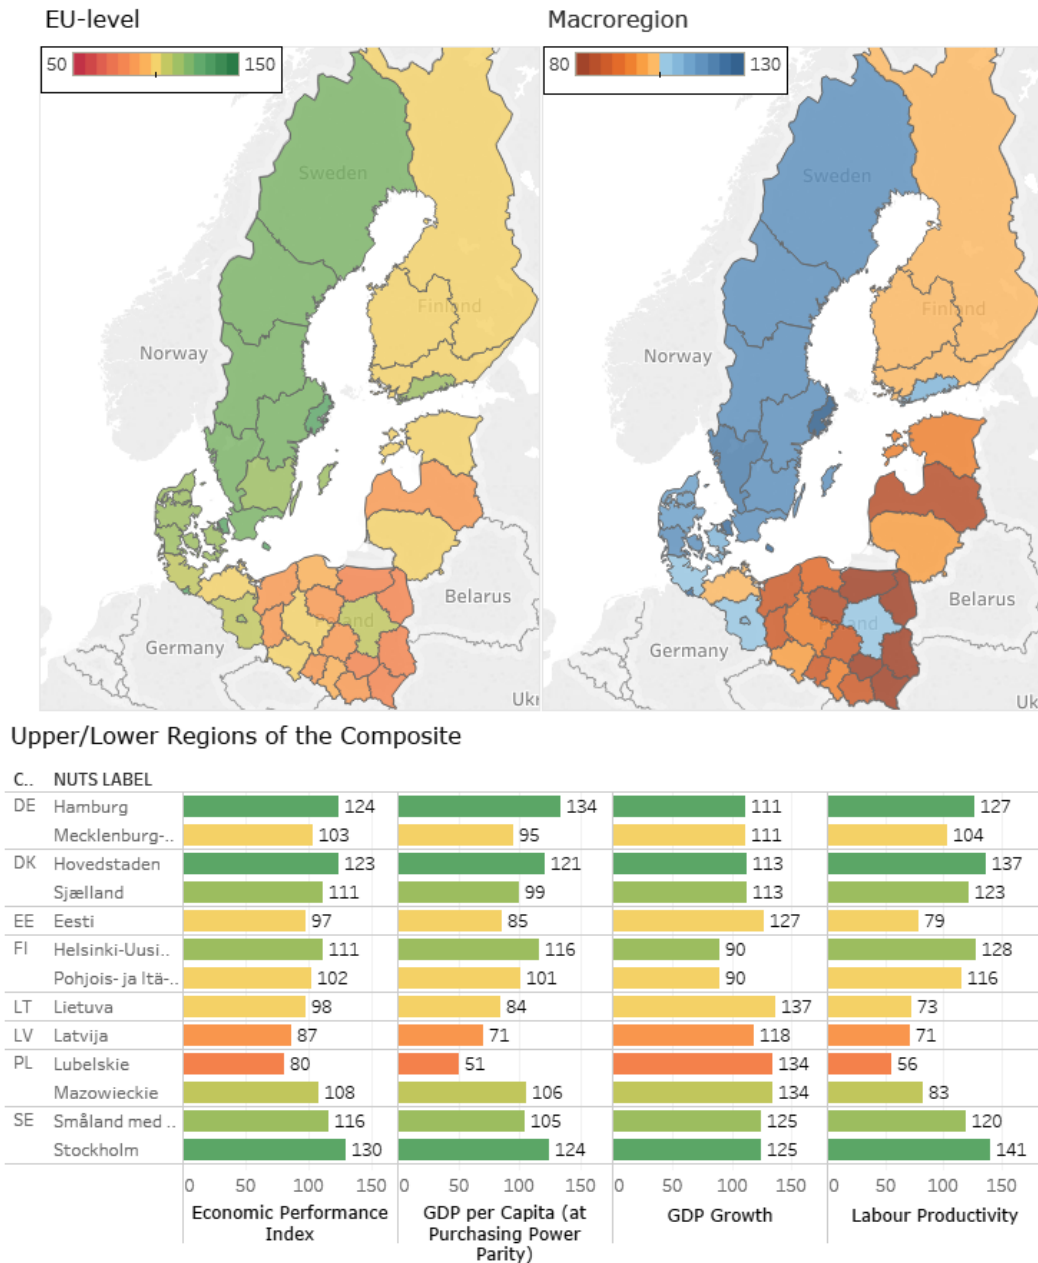 EU-level
Macroregion
50 150
80 130
Sweden
Sweden
Finland
Finland
Norway
Norway
Belarus
Belarus
Poland
Poland
Germany
Germany
Ukr
Uk
Upper/Lower Regions of the Composite
C.. NUTS LABEL
DE Hamburg 124 134 111 127
Mecklenburg-.. 103 95 111 104
DK Hovedstaden 123 121 113 137
Sjælland 111 99 113 123
EE Eesti 97 85 127 79
FI Helsinki-Uusi.. 111 116 90 128
Pohjois- ja Itä-.. 102 101 90 116
LT Lietuva 98 84 137 73
LV Latvija 87 71 118 71
PL Lubelskie 80 51 134 56
Mazowieckie 108 106 134 83
SE Småland med .. 116 105 125 120
Stockholm 130 124 125 141
0 50 100 150 0 50 100 150 0 50 100 150 0 50 100 150
Economic Performance
Index
GDP per Capita (at
Purchasing Power
Parity)
GDP Growth
Labour Productivity